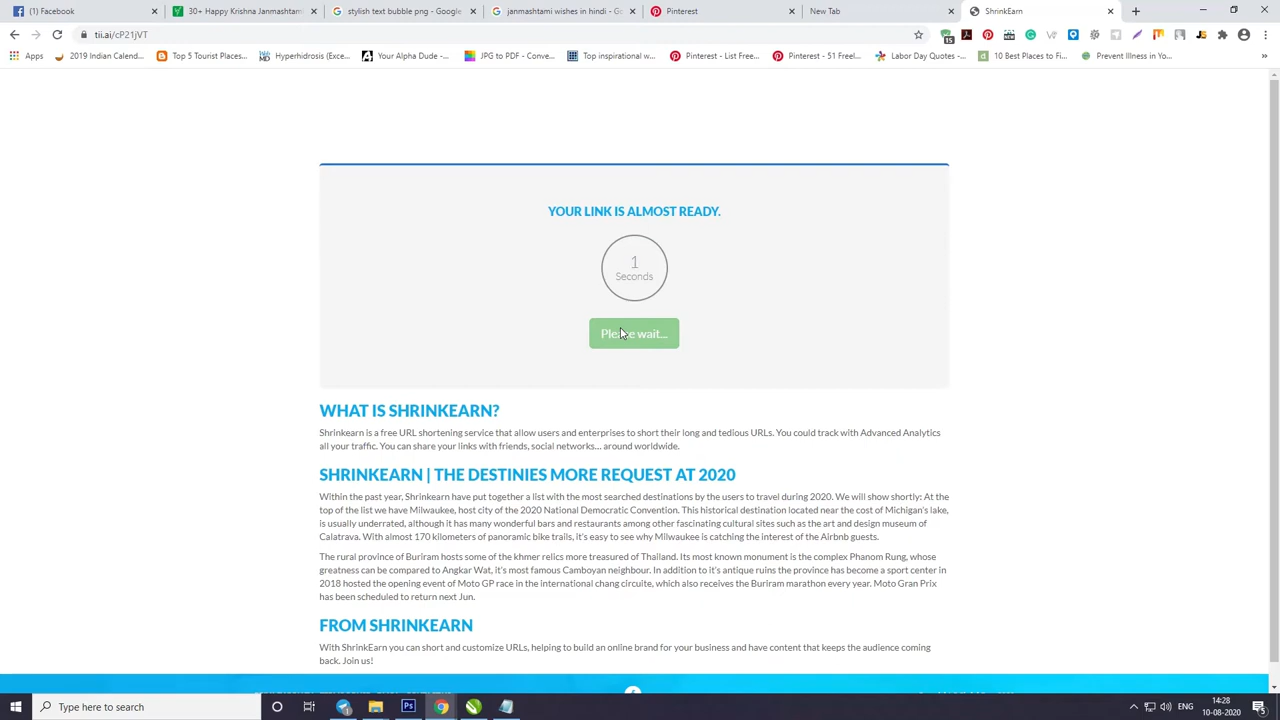 (1) Facebook
30+ Happy Krishna Janmashtami
stylish text bubble png - Google
janmashtami wishes in hindi - G
Pinterest
New Tab
ShrinkEarn
tii.ai/cP21jVT
15
Apps
2019 Indian Calend...
Top 5 Tourist Places...
Hyperhidrosis (Exce...
Your Alpha Dude -...
JPG to PDF - Conve...
Top inspirational w...
Pinterest - List Free...
Pinterest - 51 Freel...
Labor Day Quotes -...
10 Best Places to Fi...
Prevent Illness in Yo...
YOUR LINK IS ALMOST READY.
1
Seconds
Please wait...
WHAT IS SHRINKEARN?
Shrinkearn is a free URL shortening service that allow users and enterprises to short their long and tedious URLs. You could track with Advanced Analytics
all your traffic. You can share your links with friends, social networks... around worldwide.
SHRINKEARN | THE DESTINIES MORE REQUEST AT 2020
Within the past year, Shrinkearn have put together a list with the most searched destinations by the users to travel during 2020. We will show shortly: At the
top of the list we have Milwaukee, host city of the 2020 National Democratic Convention. This historical destination located near the cost of Michigan's lake,
is usually underrated, although it has many wonderful bars and restaurants among other fascinating cultural sites such as the art and design museum of
Calatrava. With almost 170 kilometers of panoramic bike trails, it's easy to see why Milwaukee is catching the interest of the Airbnb guests.
The rural province of Buriram hosts some of the khmer relics more treasured of Thailand. Its most known monument is the complex Phanom Rung, whose
greatness can be compared to Angkar Wat, it's most famous Camboyan neighbour. In addition to it's antique ruins the province has become a sport center in
2018 hosted the opening event of Moto GP race in the international chang circuite, which also receives the Buriram marathon every year. Moto Gran Prix
has been scheduled to return next Jun.
FROM SHRINKEARN
With ShrinkEarn you can short and customize URLs, helping to build an online brand for your business and have content that keeps the audience coming
back. Join us!
Type here to search
ENG
14:28
10-08-2020
5